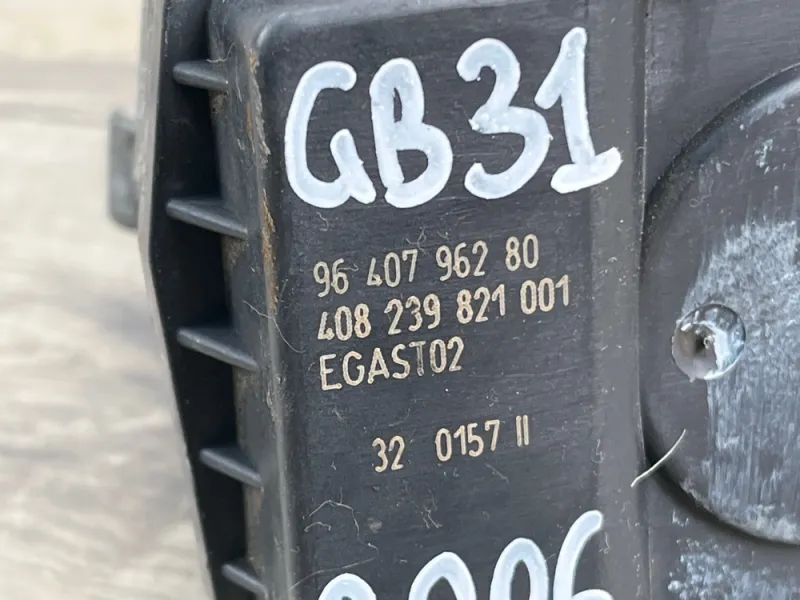 GB31
96 407 962 80
408 239 821 001
EGAST02
32 0157 II